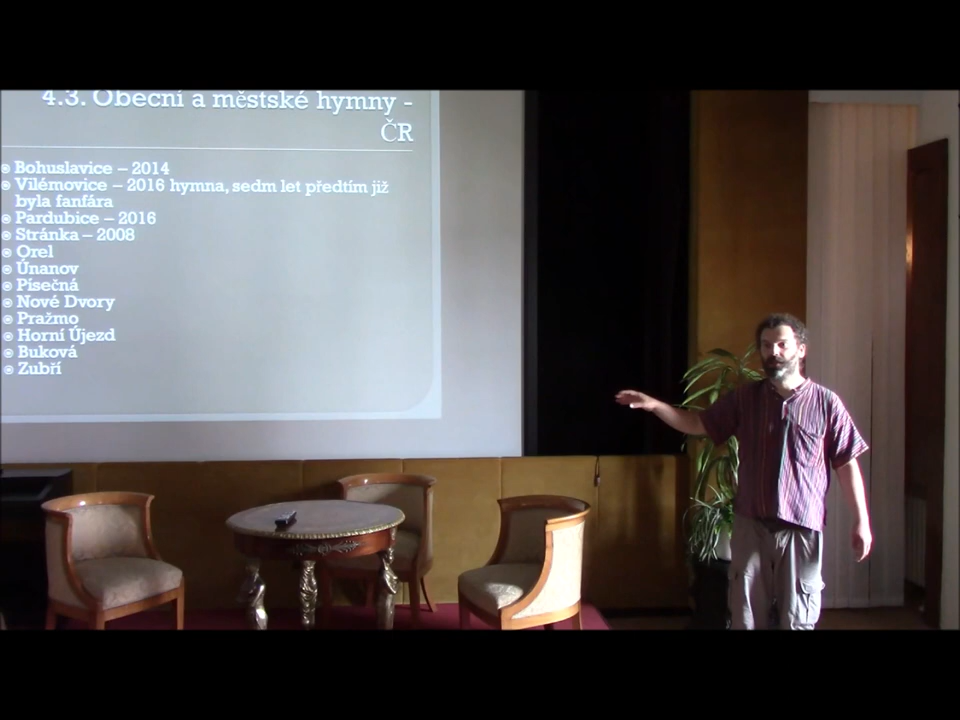 4.3. Obecní a městské hymny -
ČR
Bohuslavice – 2014
Vilémovice – 2016 hymna, sedm let předtím již
byla fanfára
Pardubice – 2016
Stránka – 2008
Orel
Únanov
Písečná
Nové Dvory
Pražmo
Horní Újezd
Buková
Zubří